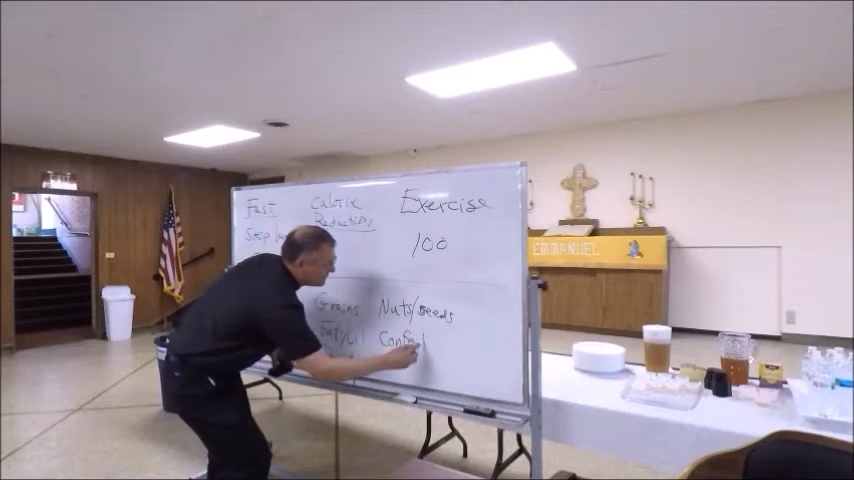 Fast Calorie Exercise
Reduction
100
Grains Nuts/seeds
EMMANUEL